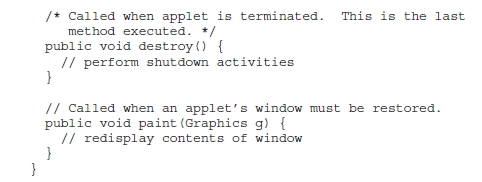 /* Called when applet is terminated.  This is the last
method executed. */
public void destroy() {
// perform shutdown activities
}
// Called when an applet's window must be restored.
public void paint(Graphics g) {
// redisplay contents of window
}
}